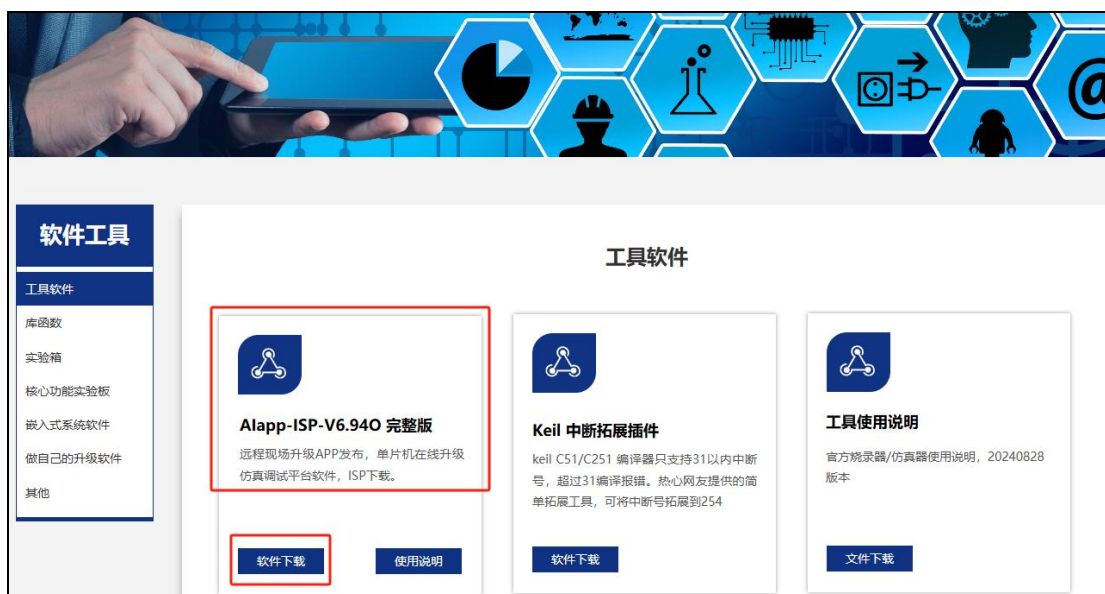 @
软件工具
工具软件
库函数
实验箱
核心功能实验板
嵌入式系统软件
做自己的升级软件
其他
工具软件
AIapp-ISP-V6.94O 完整版
远程现场升级APP发布，单片机在线升级
仿真调试平台软件，ISP下载。
软件下载
使用说明
Keil 中断拓展插件
keil C51/C251 编译器只支持31以内中断
号，超过31编译报错。热心网友提供的简
单拓展工具，可将中断号拓展到254
软件下载
工具使用说明
官方烧录器/仿真器使用说明，20240828
版本
文件下载